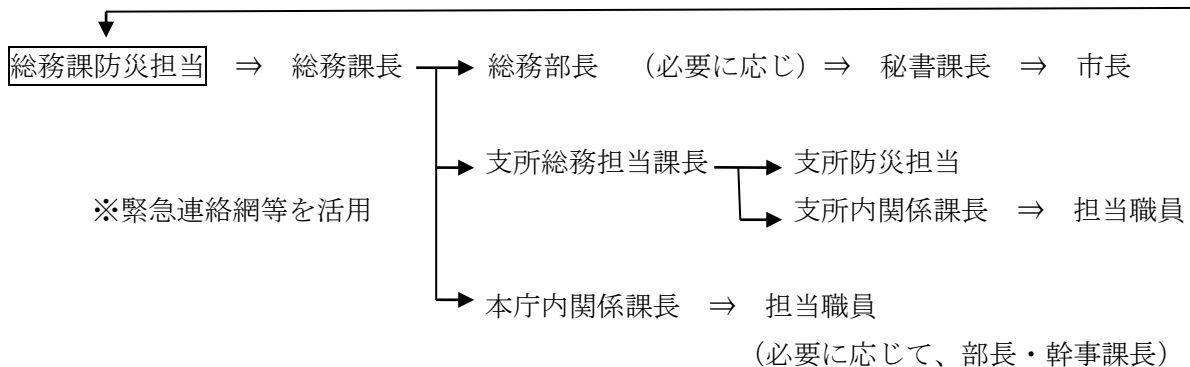 総務課防災担当 ⇒ 総務課長 総務部長 （必要に応じ）⇒ 秘書課長 ⇒ 市長
支所総務担当課長 支所防災担当
※緊急連絡網等を活用 支所内関係課長 ⇒ 担当職員
本庁内関係課長 ⇒ 担当職員
（必要に応じて、部長・幹事課長）